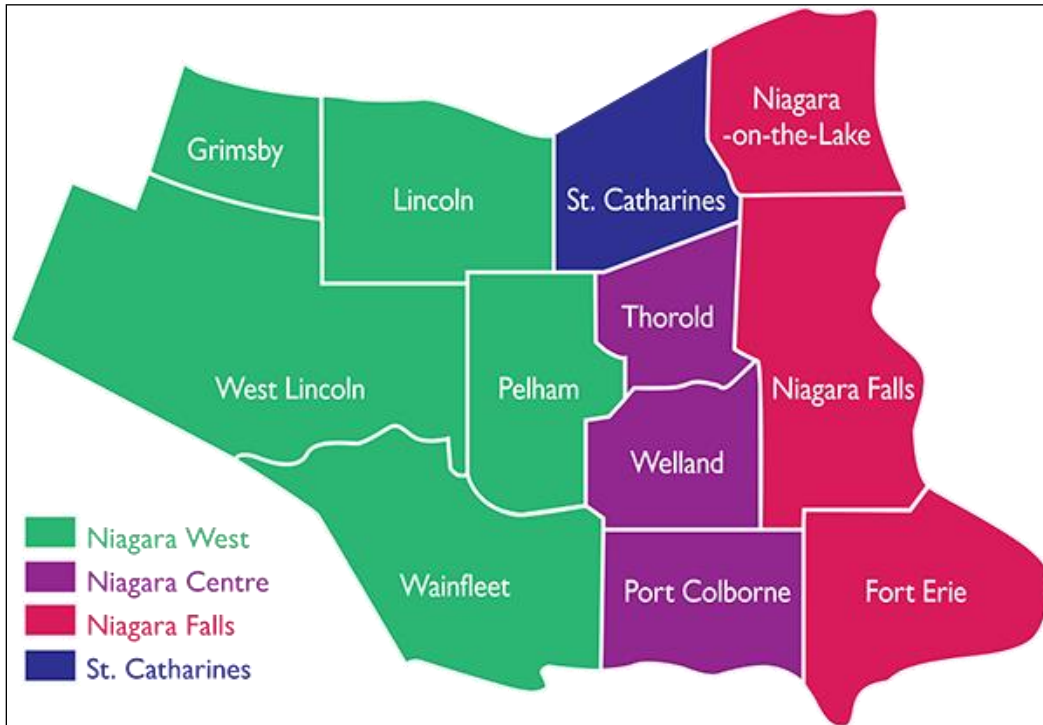 Niagara
-on-the-Lake
Grimsby
Lincoln
St. Catharines
Thorold
West Lincoln
Pelham
Niagara Falls
Welland
Wainfleet
Port Colborne
Fort Erie
Niagara West
Niagara Centre
Niagara Falls
St. Catharines